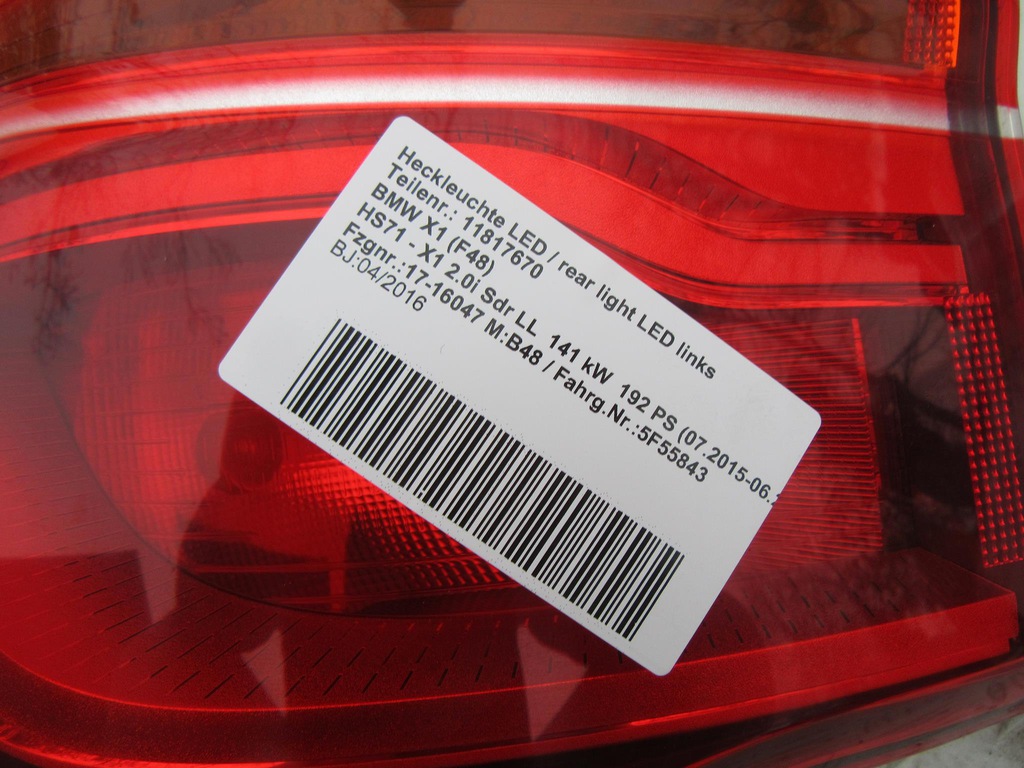 Heckleuchte LED / rear light LED links
Teilenr.: 11817670
BMW X1 (F48)
HS71 - X1 2.0i Sdr LL 141 kW 192 PS (07.2015-06.
Fzgnr.:17-16047 M:B48 / Fahrg.Nr.:5F55843
BJ:04/2016